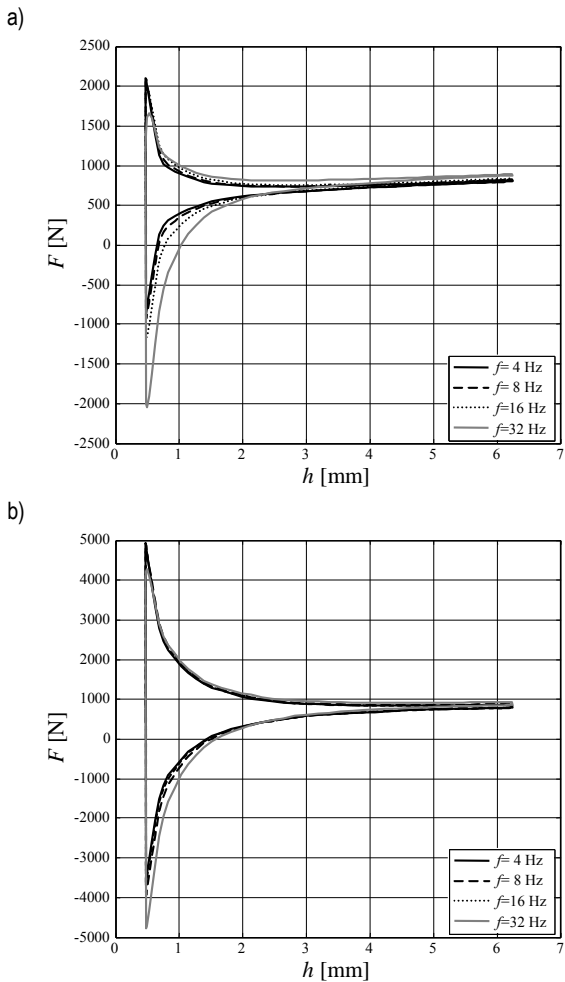 a)
2500
2000
1500
1000
500
0
-500
-1000
-1500
-2000
-2500
F [N]
f= 4 Hz
f= 8 Hz
f=16 Hz
f=32 Hz
0 1 2 3 4 5 6 7
h [mm]
b)
5000
4000
3000
2000
1000
0
-1000
-2000
-3000
-4000
-5000
F [N]
f= 4 Hz
f= 8 Hz
f=16 Hz
f=32 Hz
0 1 2 3 4 5 6 7
h [mm]